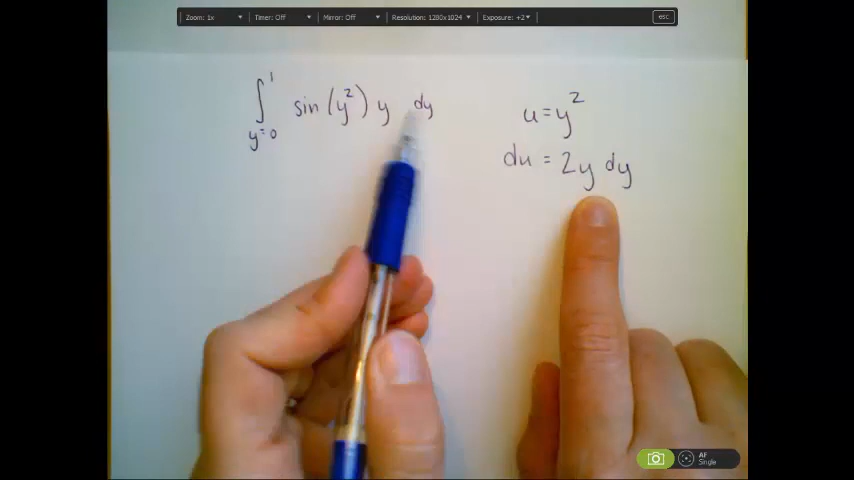 Zoom: 1x Timer: Off Mirror: Off Resolution: 1280x1024 Exposure: +2 esc
∫_{y=0}^{1} sin(y²) y dy
u = y²
du = 2y dy
AF
Single